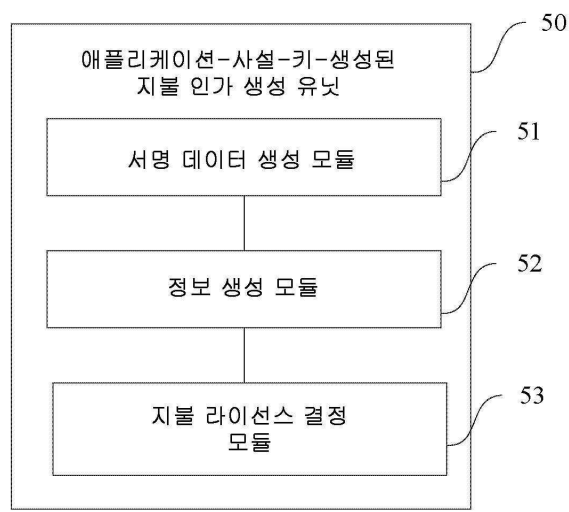 50
애플리케이션-사설-키-생성된
지불 인가 생성 유닛
51
서명 데이터 생성 모듈
52
정보 생성 모듈
53
지불 라이선스 결정
모듈